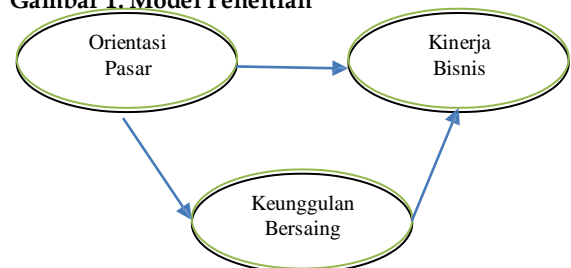 Gambar 1. Model Penelitian
Orientasi
Pasar
Kinerja
Bisnis
Keunggulan
Bersaing